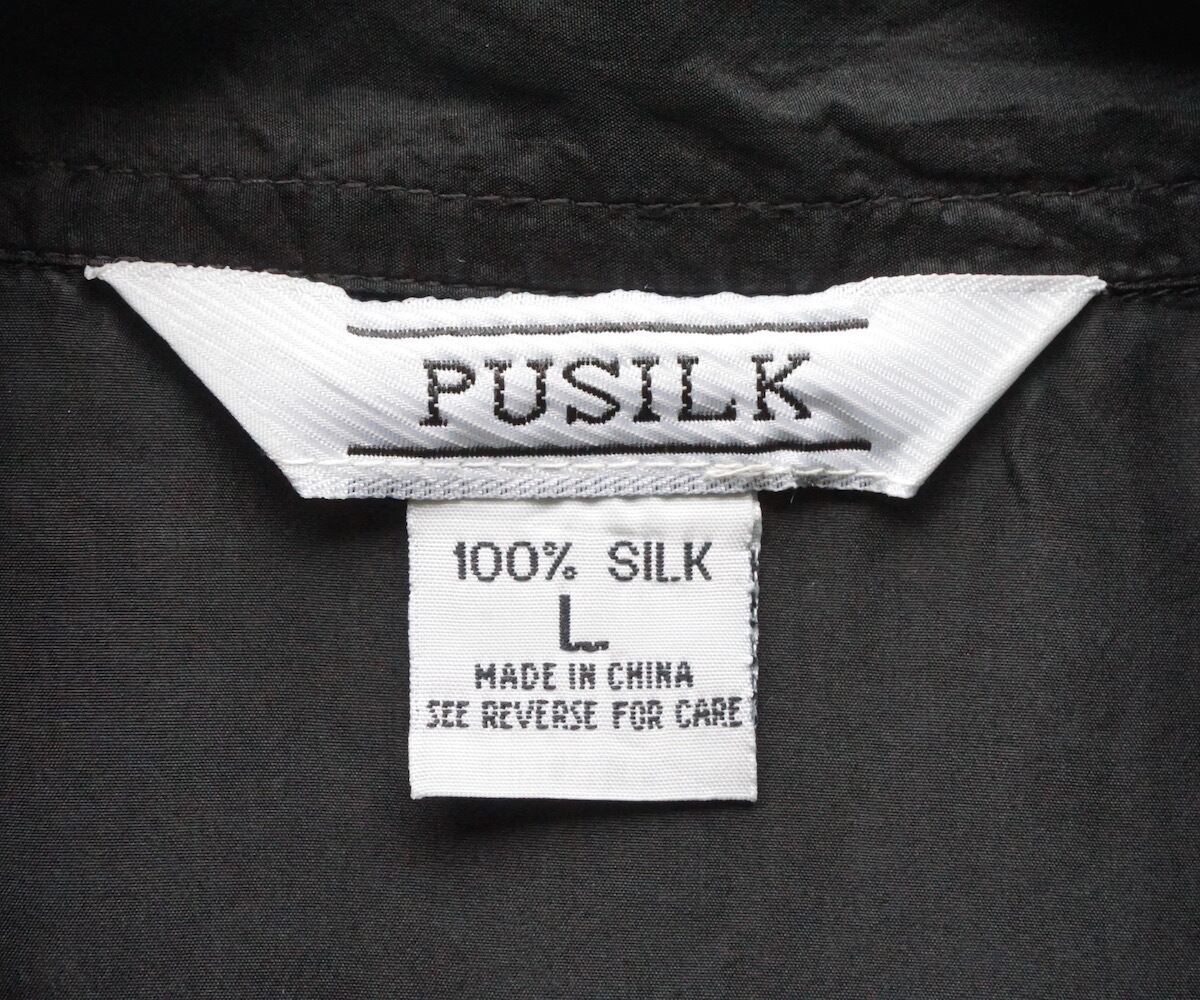 PUSILK
100% SILK
L
MADE IN CHINA
SEE REVERSE FOR CARE